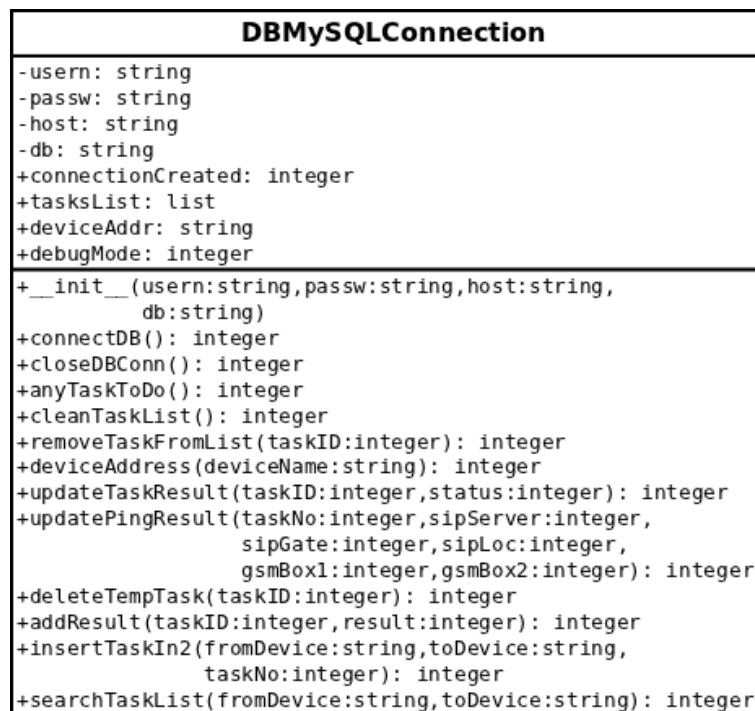 DBMySQLConnection
-usern: string
-passw: string
-host: string
-db: string
+connectionCreated: integer
+tasksList: list
+deviceAddr: string
+debugMode: integer
+__init__(usern:string,passw:string,host:string,
db:string)
+connectDB(): integer
+closeDBConn(): integer
+anyTaskToDo(): integer
+cleanTaskList(): integer
+removeTaskFromList(taskID:integer): integer
+deviceAddress(deviceName:string): integer
+updateTaskResult(taskID:integer,status:integer): integer
+updatePingResult(taskNo:integer,sipServer:integer,
sipGate:integer,sipLoc:integer,
gsmBox1:integer,gsmBox2:integer): integer
+deleteTempTask(taskID:integer): integer
+addResult(taskID:integer,result:integer): integer
+insertTaskIn2(fromDevice:string,toDevice:string,
taskNo:integer): integer
+searchTaskList(fromDevice:string,toDevice:string): integer